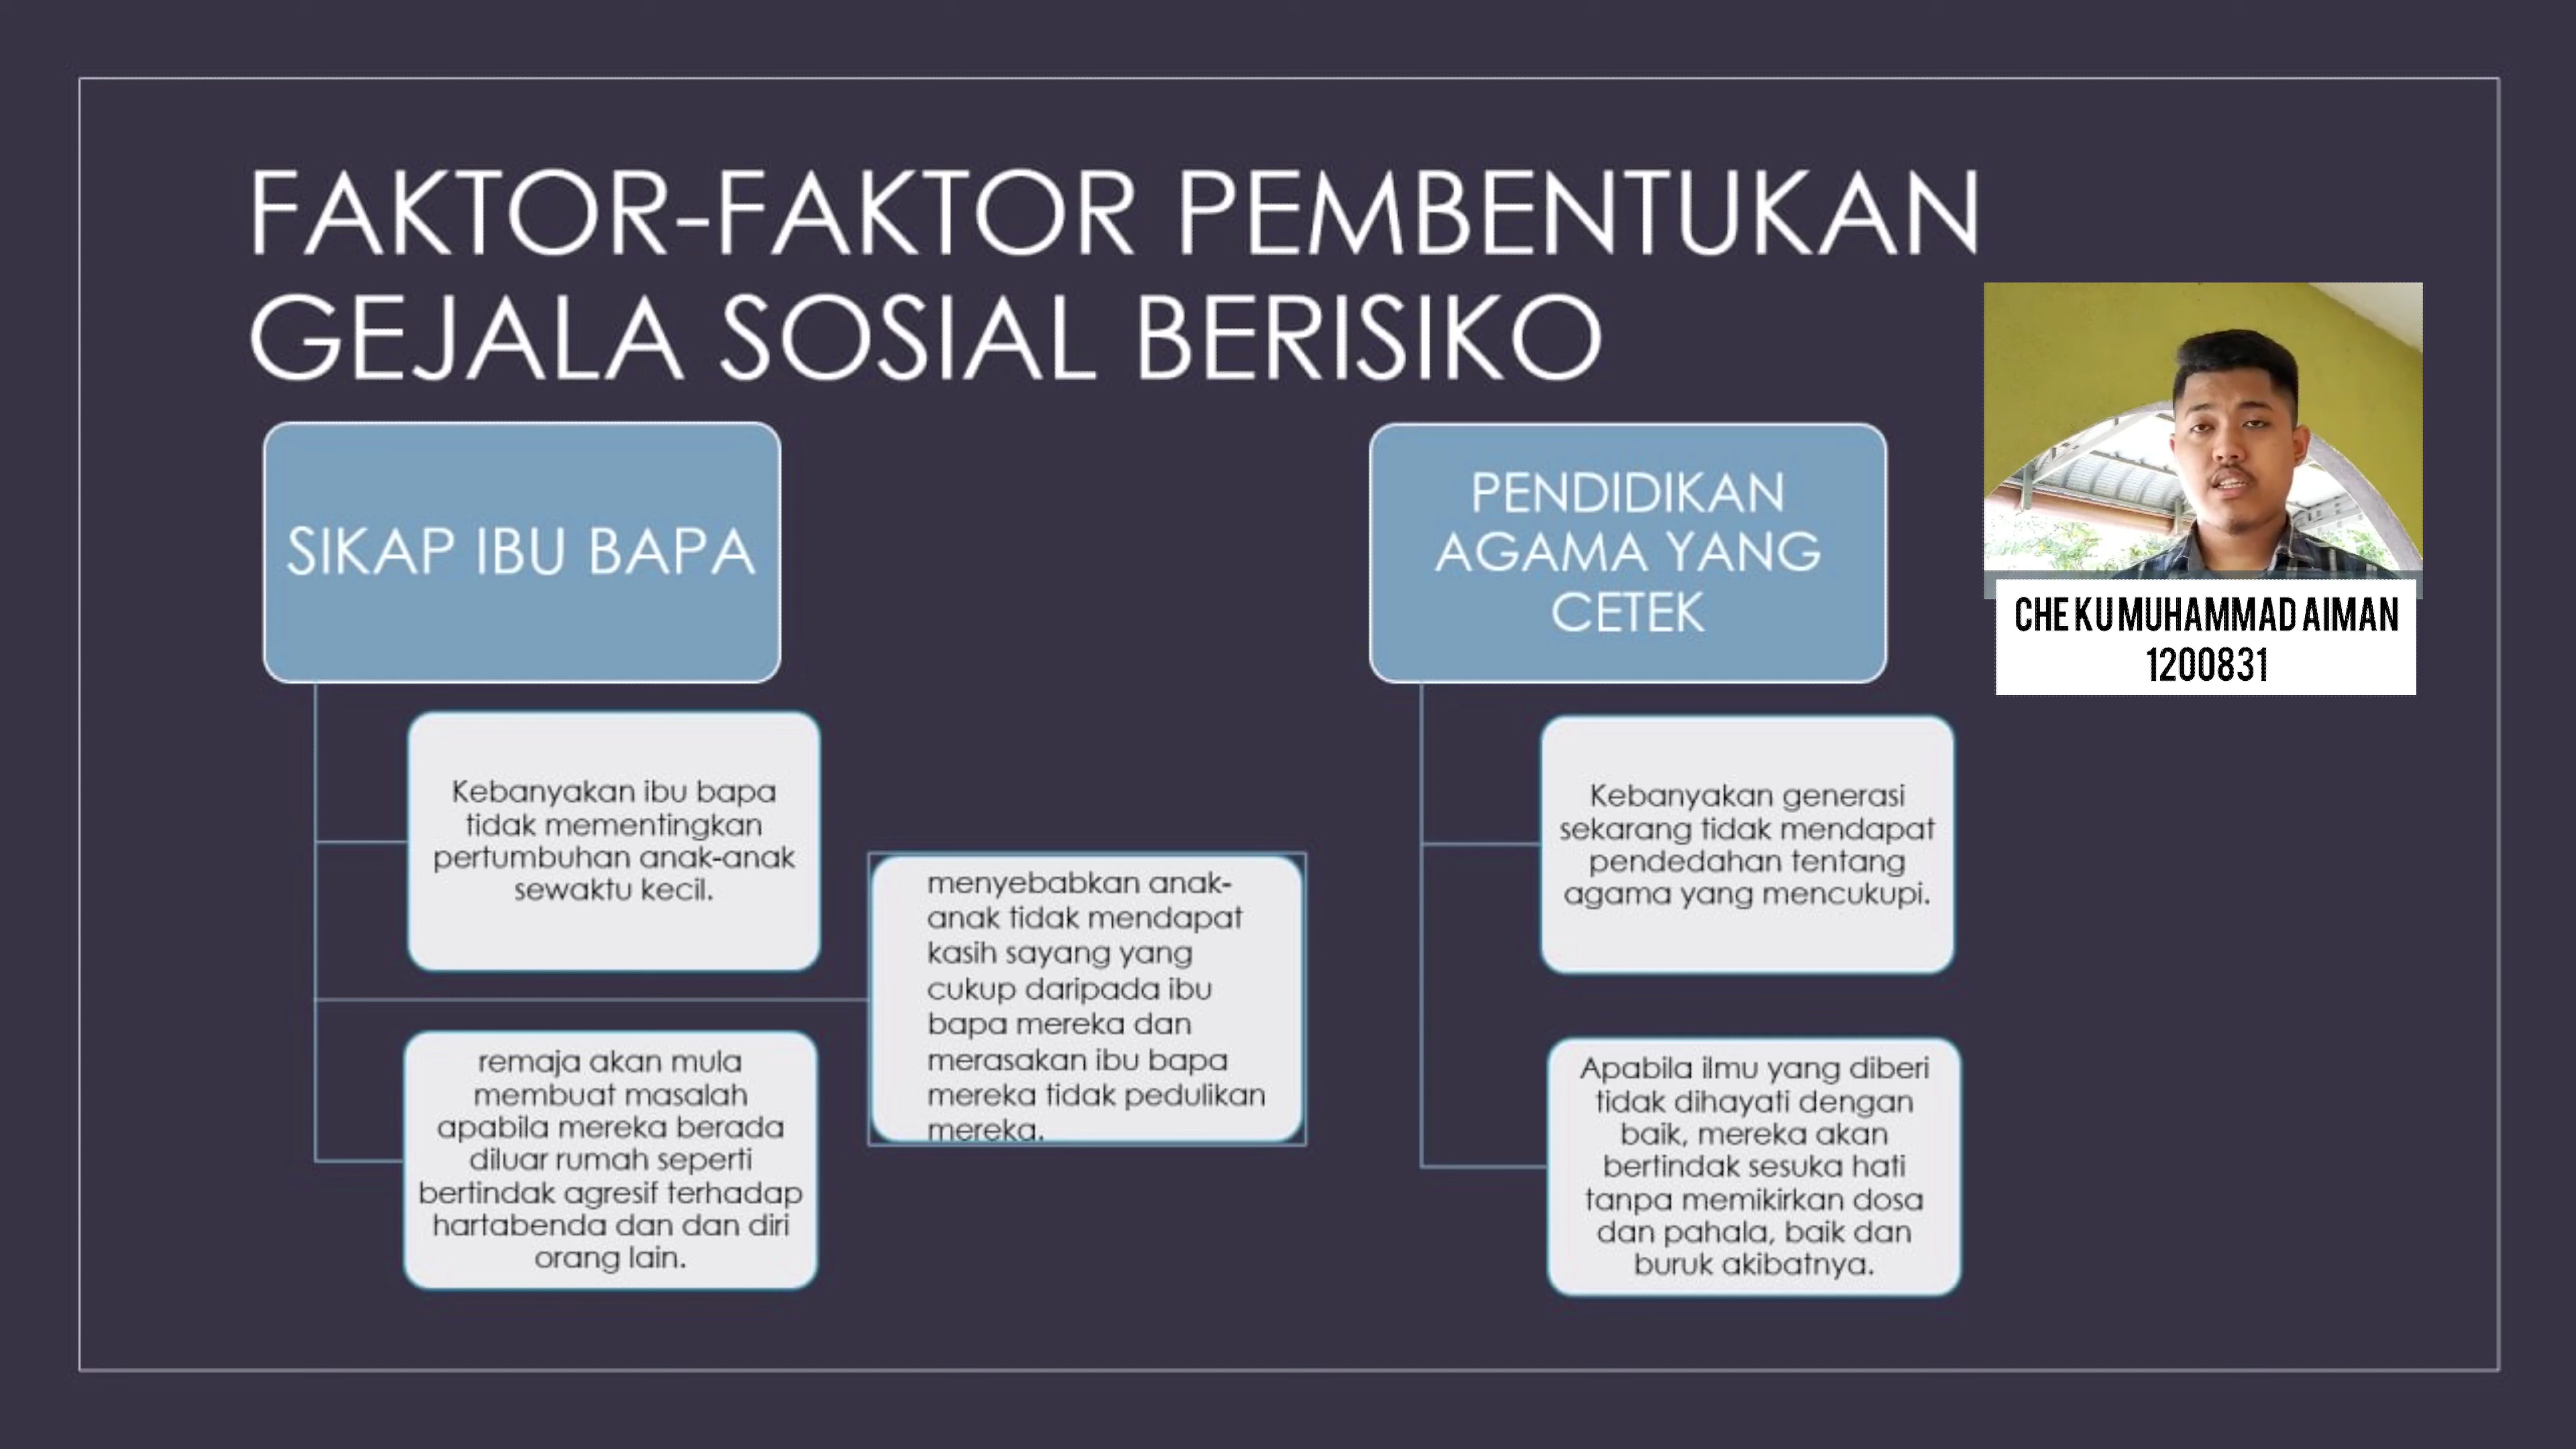 FAKTOR-FAKTOR PEMBENTUKAN
GEJALA SOSIAL BERISIKO
SIKAP IBU BAPA
Kebanyakan ibu bapa
tidak mementingkan
pertumbuhan anak-anak
sewaktu kecil.
menyebabkan anak-
anak tidak mendapat
kasih sayang yang
cukup daripada ibu
bapa mereka dan
merasakan ibu bapa
mereka tidak pedulikan
mereka.
remaja akan mula
membuat masalah
apabila mereka berada
diluar rumah seperti
bertindak agresif terhadap
hartabenda dan dan diri
orang lain.
PENDIDIKAN
AGAMA YANG
CETEK
Kebanyakan generasi
sekarang tidak mendapat
pendedahan tentang
agama yang mencukupi.
Apabila ilmu yang diberi
tidak dihayati dengan
baik, mereka akan
bertindak sesuka hati
tanpa memikirkan dosa
dan pahala, baik dan
buruk akibatnya.
CHE KU MUHAMMAD AIMAN
1200831